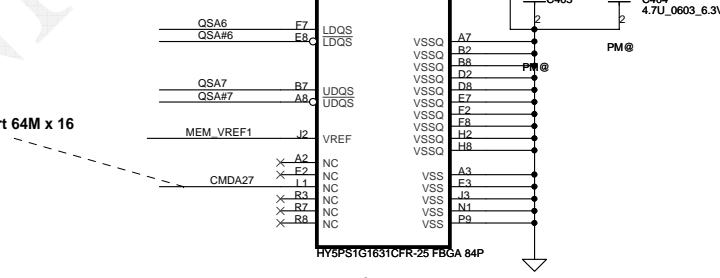 4.7U_0603_6.3V
2
2
PM@
PM@
QSA6 F7 LDQS
QSA#6 E8 LDQS
QSA7 B7 UDQS
QSA#7 A8 UDQS
MEM_VREF1 J2 VREF
rt 64M x 16
A2 NC
E2 NC
CMDA27 L1 NC
R3 NC
R7 NC
R8 NC
VSSQ A7
VSSQ B2
VSSQ B8
VSSQ D2
VSSQ D8
VSSQ E7
VSSQ F2
VSSQ F8
VSSQ H2
VSSQ H8
VSS A3
VSS E3
VSS J3
VSS N1
VSS P9
HY5PS1G1631CFR-25 FBGA 84P